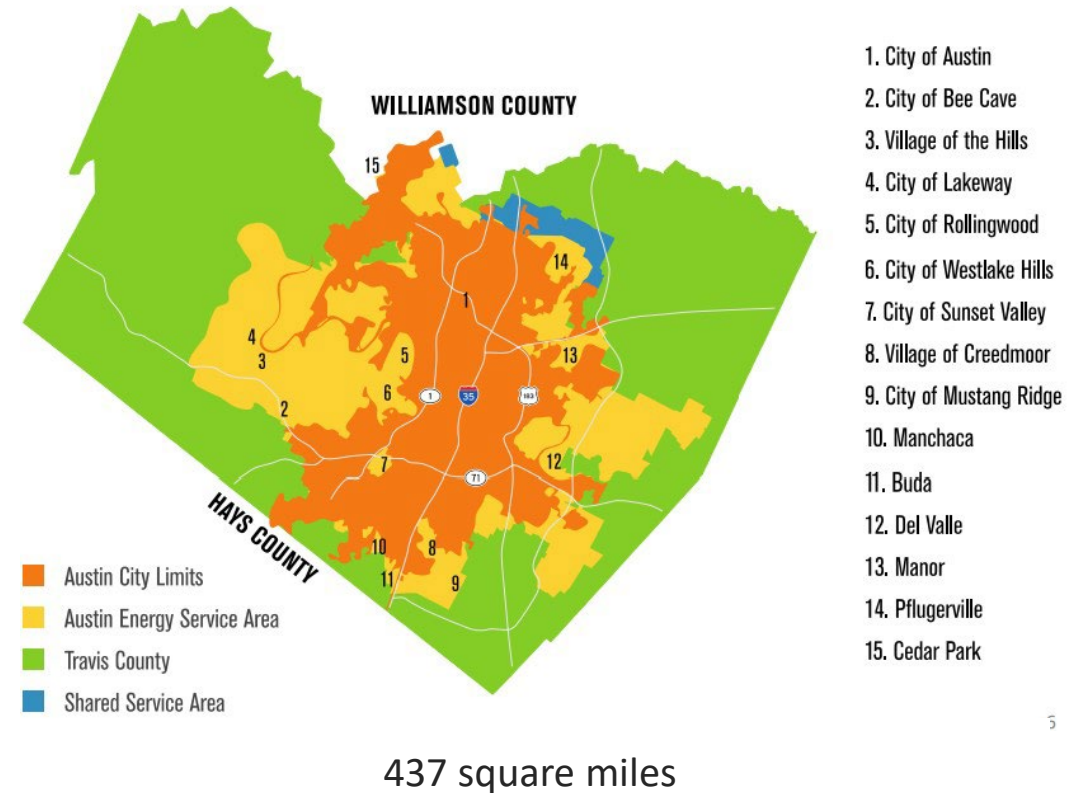 WILLIAMSON COUNTY
15
14
1
4
3
13
5
6
1
35
183
2
7
12
71
HAYS COUNTY
10
8
11
9
Austin City Limits
Austin Energy Service Area
Travis County
Shared Service Area
1. City of Austin
2. City of Bee Cave
3. Village of the Hills
4. City of Lakeway
5. City of Rollingwood
6. City of Westlake Hills
7. City of Sunset Valley
8. Village of Creedmoor
9. City of Mustang Ridge
10. Manchaca
11. Buda
12. Del Valle
13. Manor
14. Pflugerville
15. Cedar Park
5
437 square miles